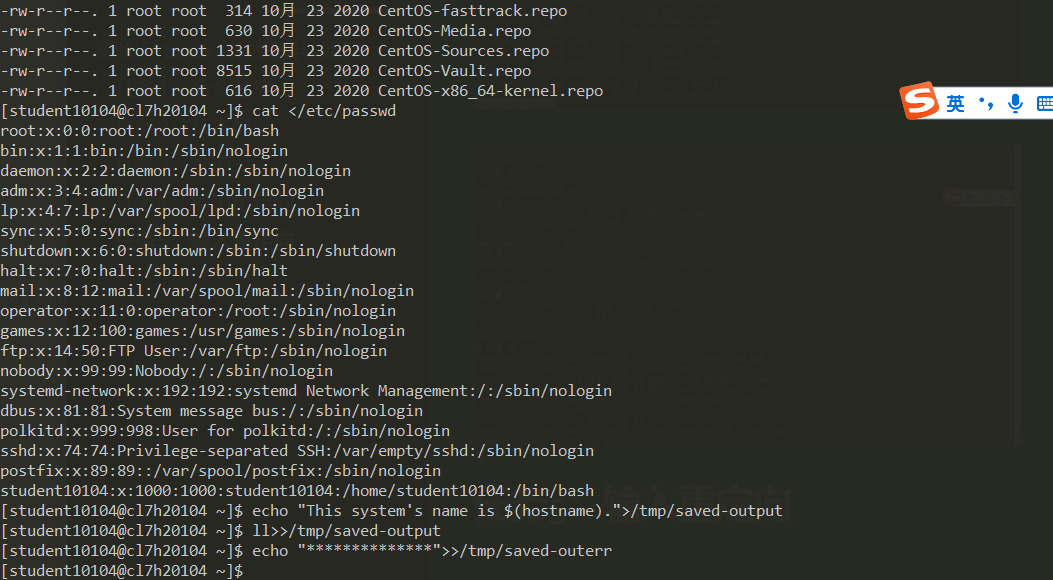 -rw-r--r--. 1 root root  314 10月 23 2020 CentOS-fasttrack.repo
-rw-r--r--. 1 root root  630 10月 23 2020 CentOS-Media.repo
-rw-r--r--. 1 root root 1331 10月 23 2020 CentOS-Sources.repo
-rw-r--r--. 1 root root 8515 10月 23 2020 CentOS-Vault.repo
-rw-r--r--. 1 root root  616 10月 23 2020 CentOS-x86_64-kernel.repo
[student10104@cl7h20104 ~]$ cat </etc/passwd
英
root:x:0:0:root:/root:/bin/bash
bin:x:1:1:bin:/bin:/sbin/nologin
daemon:x:2:2:daemon:/sbin:/sbin/nologin
adm:x:3:4:adm:/var/adm:/sbin/nologin
lp:x:4:7:lp:/var/spool/lpd:/sbin/nologin
sync:x:5:0:sync:/sbin:/bin/sync
shutdown:x:6:0:shutdown:/sbin:/sbin/shutdown
halt:x:7:0:halt:/sbin:/sbin/halt
mail:x:8:12:mail:/var/spool/mail:/sbin/nologin
operator:x:11:0:operator:/root:/sbin/nologin
games:x:12:100:games:/usr/games:/sbin/nologin
ftp:x:14:50:FTP User:/var/ftp:/sbin/nologin
nobody:x:99:99:Nobody:/:/sbin/nologin
systemd-network:x:192:192:systemd Network Management:/:/sbin/nologin
dbus:x:81:81:System message bus:/:/sbin/nologin
polkitd:x:999:998:User for polkitd:/:/sbin/nologin
sshd:x:74:74:Privilege-separated SSH:/var/empty/sshd:/sbin/nologin
postfix:x:89:89::/var/spool/postfix:/sbin/nologin
student10104:x:1000:1000:student10104:/home/student10104:/bin/bash
输入重定向
[student10104@cl7h20104 ~]$ echo "This system's name is $(hostname).">/tmp/saved-output
[student10104@cl7h20104 ~]$ ll>>/tmp/saved-output
[student10104@cl7h20104 ~]$ echo "**************">>/tmp/saved-outerr
[student10104@cl7h20104 ~]$